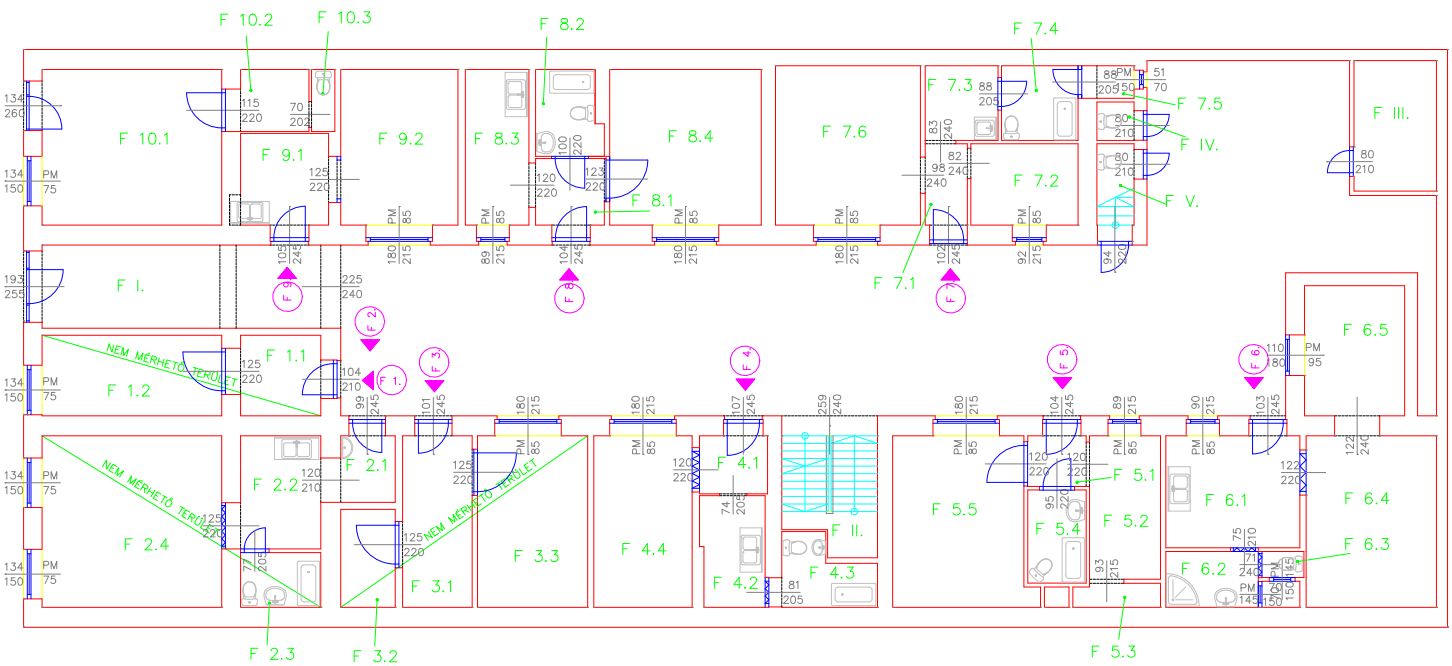 F 10.2
F 10.3
F 8.2
F 7.4
134
260
115
220
70
202
F 10.1
F 9.1
F 9.2
F 8.3
F 8.4
F 7.6
F 7.3
88
205
88
PM
150
51
70
F 7.5
80
210
F IV.
F III.
80
210
134
150
PM
75
125
220
100
220
120
220
123
220
F 8.1
83
240
98
240
82
240
F 7.2
80
210
F V.
105
245
PM
85
180
215
PM
85
89
215
104
245
PM
85
180
215
PM
85
180
215
102
245
PM
85
92
215
94
220
193
255
F I.
225
240
F 9.
F 8.
F 7.
F 7.1
F 2.
F 1.
F 3.
F 4.
F 5.
F 6.
110
180
PM
95
F 6.5
NEM MÉRHETŐ TERÜLET
F 1.1
F 1.2
125
220
104
210
134
150
PM
75
99
245
101
245
180
215
PM
85
180
215
PM
85
107
245
259
240
180
215
PM
85
104
245
89
215
PM
85
90
215
PM
85
103
245
122
240
134
150
PM
75
NEM MÉRHETŐ TERÜLET
F 2.4
F 2.2
F 2.1
120
210
125
220
77
205
134
150
PM
75
F 2.3
125
220
NEM MÉRHETŐ TERÜLET
125
220
F 3.1
F 3.2
F 3.3
F 4.4
120
220
F 4.1
74
205
F 4.2
81
205
F 4.3
F II.
F 5.5
120
220
120
220
F 5.1
95
220
F 5.4
F 5.2
93
215
F 5.3
F 6.1
122
220
F 6.4
75
210
71
240
F 6.2
PM
145
70
150
PM
145
150
F 6.3